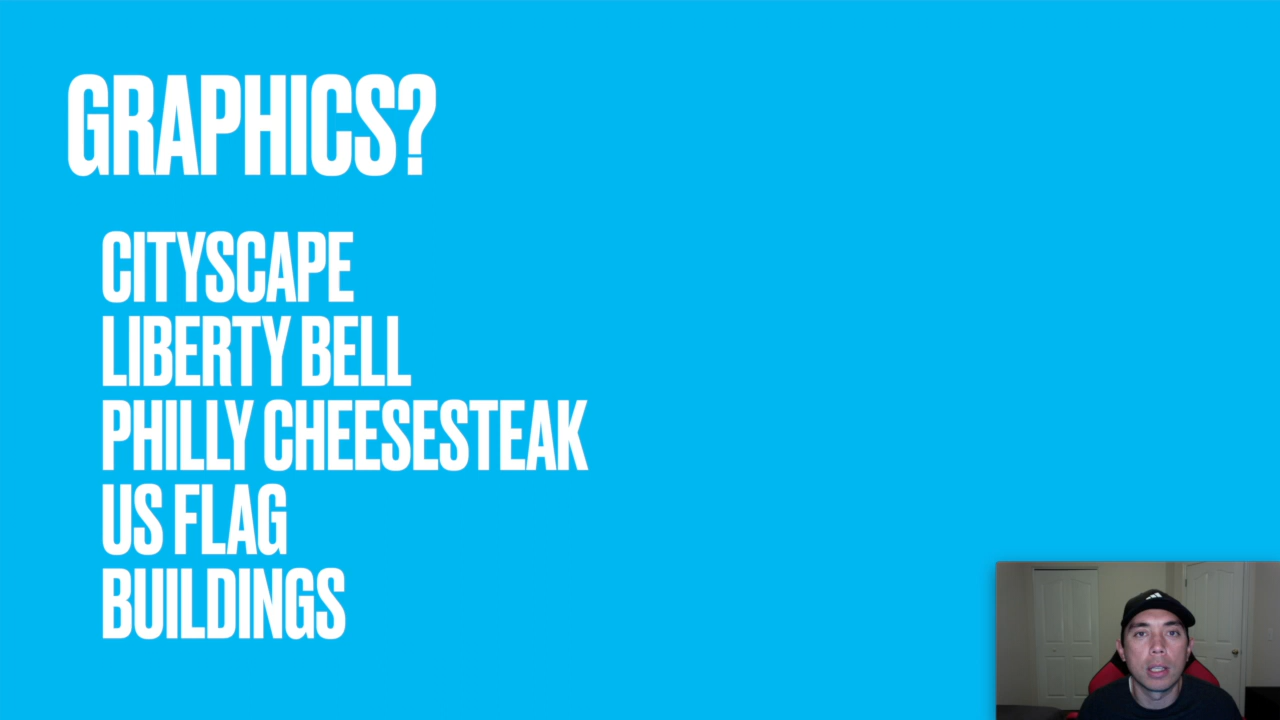 GRAPHICS?
CITYSCAPE
LIBERTY BELL
PHILLY CHEESESTEAK
US FLAG
BUILDINGS